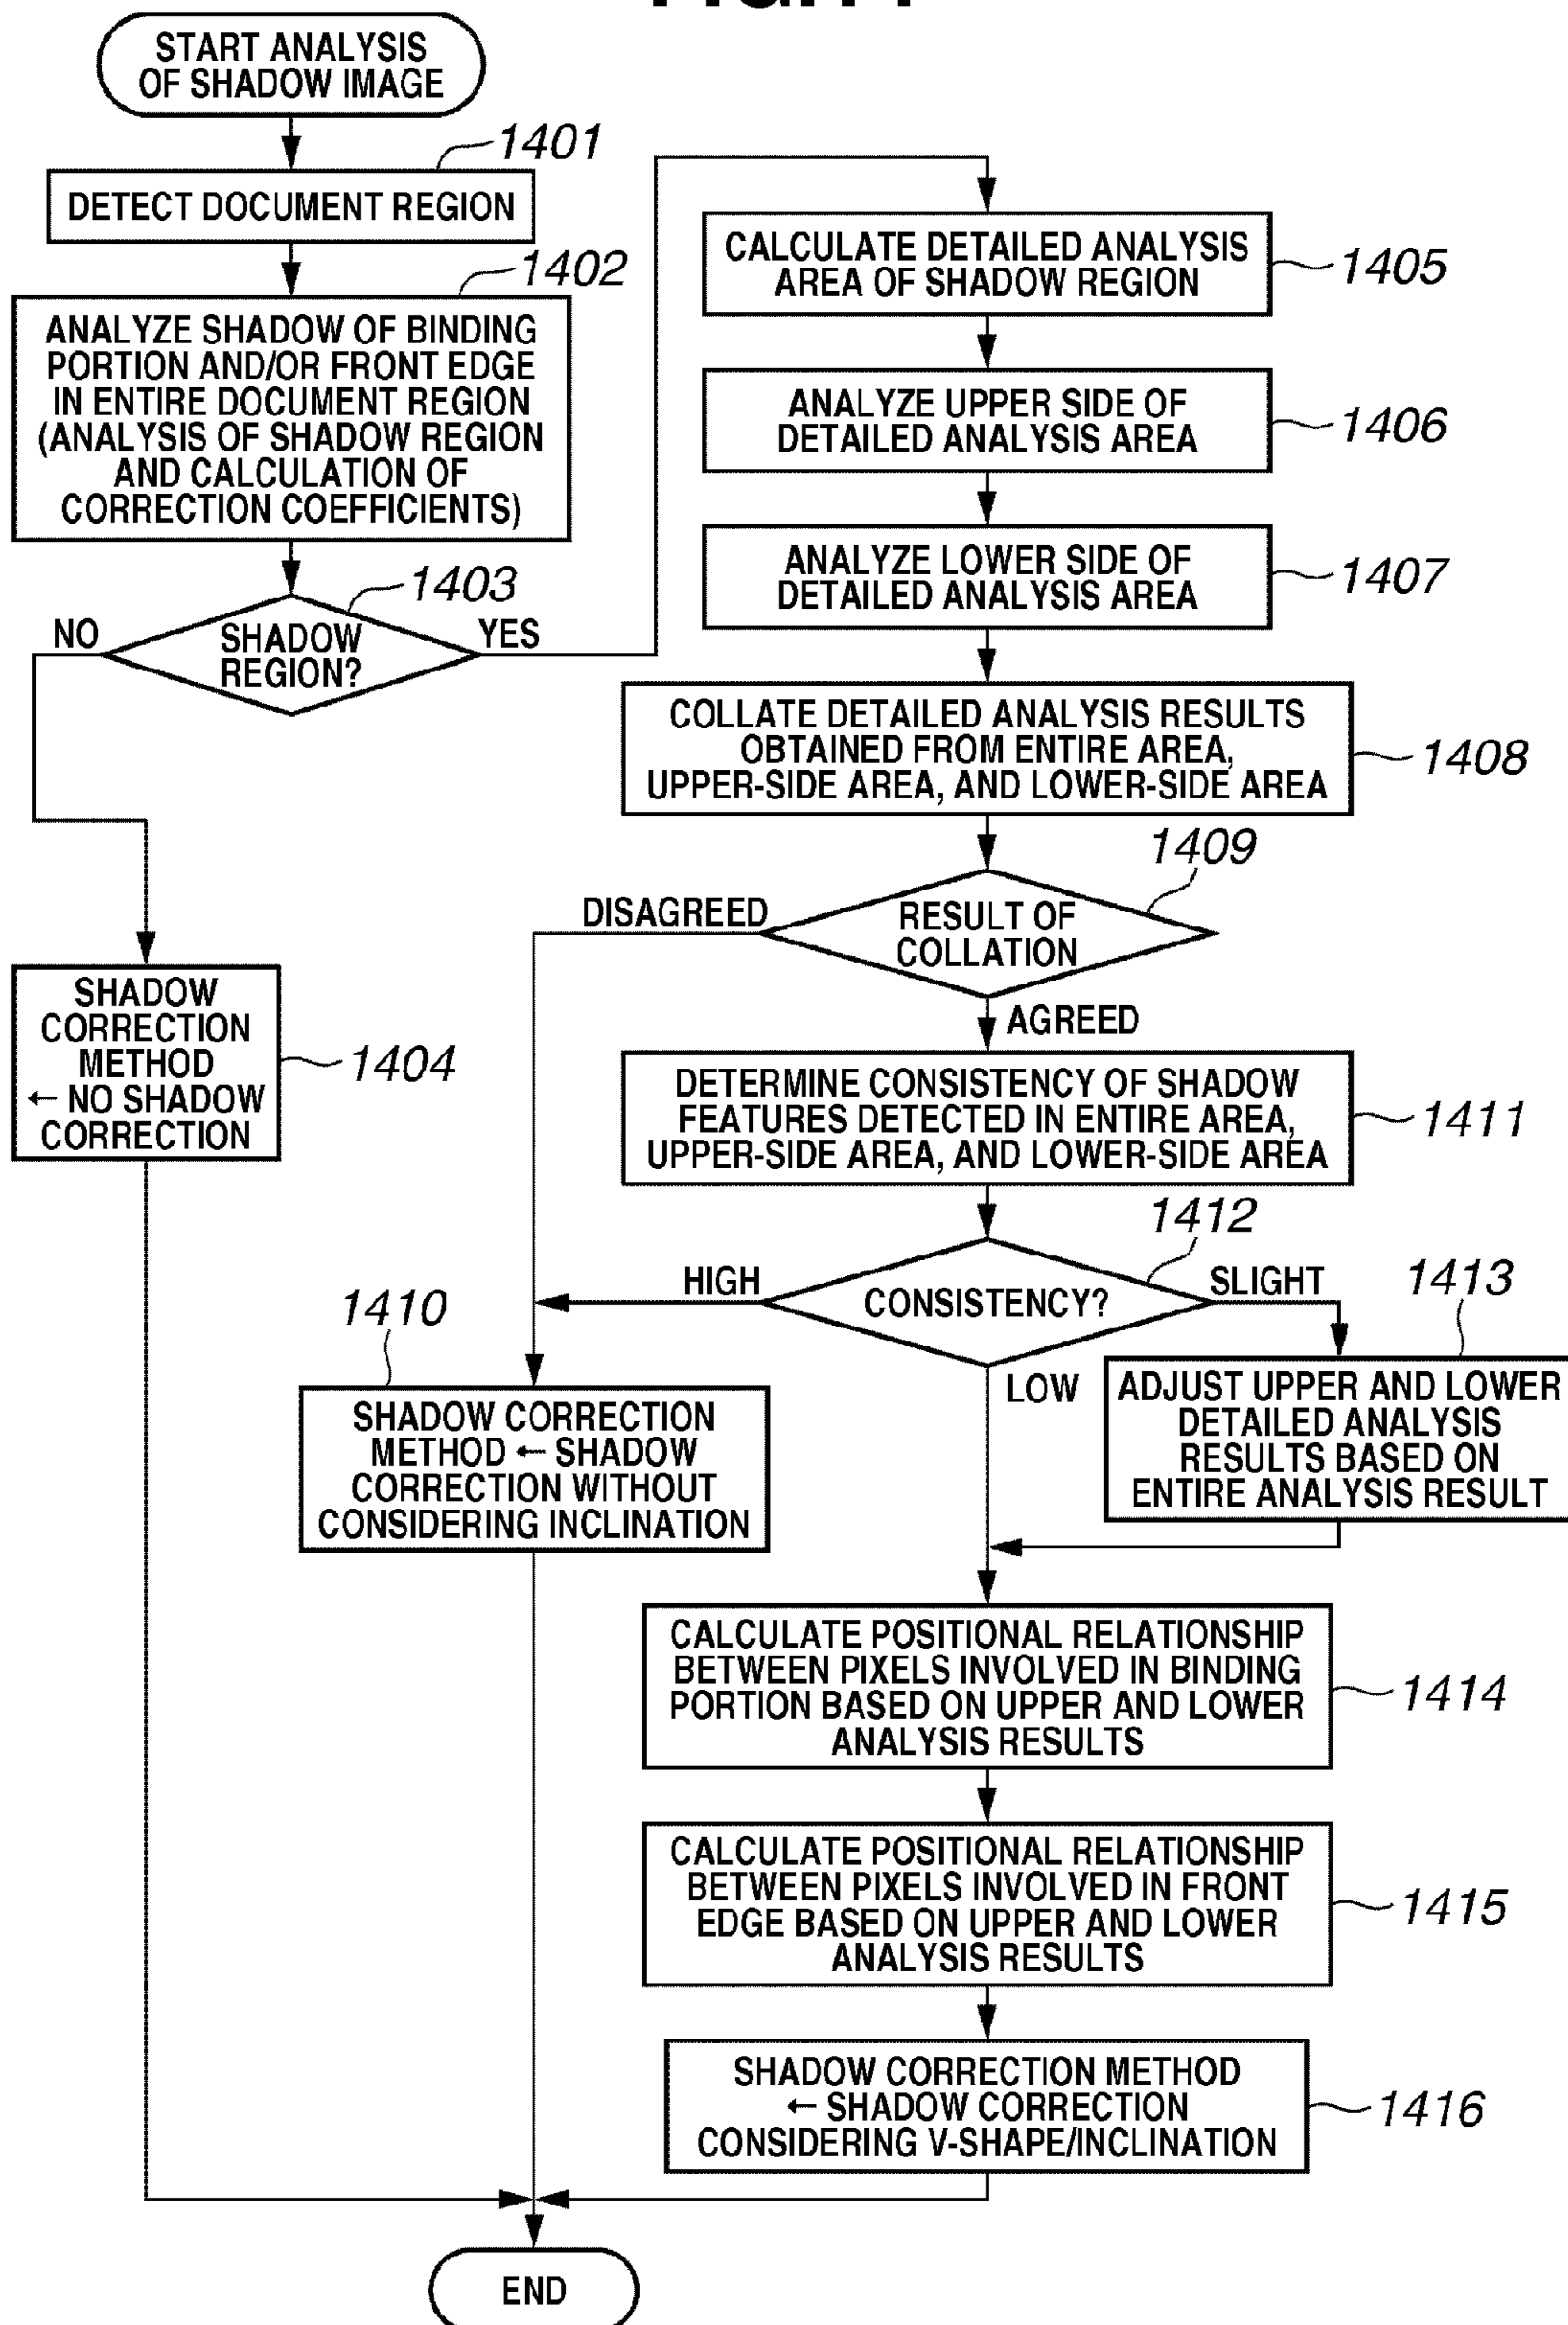 START ANALYSIS
OF SHADOW IMAGE
1401
DETECT DOCUMENT REGION
1402
ANALYZE SHADOW OF BINDING
PORTION AND/OR FRONT EDGE
IN ENTIRE DOCUMENT REGION
(ANALYSIS OF SHADOW REGION
AND CALCULATION OF
CORRECTION COEFFICIENTS)
1403
NO
SHADOW
REGION?
YES
SHADOW
CORRECTION
METHOD
← NO SHADOW
CORRECTION
1404
CALCULATE DETAILED ANALYSIS
AREA OF SHADOW REGION
1405
ANALYZE UPPER SIDE OF
DETAILED ANALYSIS AREA
1406
ANALYZE LOWER SIDE OF
DETAILED ANALYSIS AREA
1407
COLLATE DETAILED ANALYSIS RESULTS
OBTAINED FROM ENTIRE AREA,
UPPER-SIDE AREA, AND LOWER-SIDE AREA
1408
1409
DISAGREED
RESULT OF
COLLATION
AGREED
DETERMINE CONSISTENCY OF SHADOW
FEATURES DETECTED IN ENTIRE AREA,
UPPER-SIDE AREA, AND LOWER-SIDE AREA
1411
1412
HIGH
CONSISTENCY?
SLIGHT
LOW
1410
SHADOW CORRECTION
METHOD ← SHADOW
CORRECTION WITHOUT
CONSIDERING INCLINATION
1413
ADJUST UPPER AND LOWER
DETAILED ANALYSIS
RESULTS BASED ON
ENTIRE ANALYSIS RESULT
CALCULATE POSITIONAL RELATIONSHIP
BETWEEN PIXELS INVOLVED IN BINDING
PORTION BASED ON UPPER AND LOWER
ANALYSIS RESULTS
1414
CALCULATE POSITIONAL RELATIONSHIP
BETWEEN PIXELS INVOLVED IN FRONT
EDGE BASED ON UPPER AND LOWER
ANALYSIS RESULTS
1415
SHADOW CORRECTION METHOD
← SHADOW CORRECTION
CONSIDERING V-SHAPE/INCLINATION
1416
END